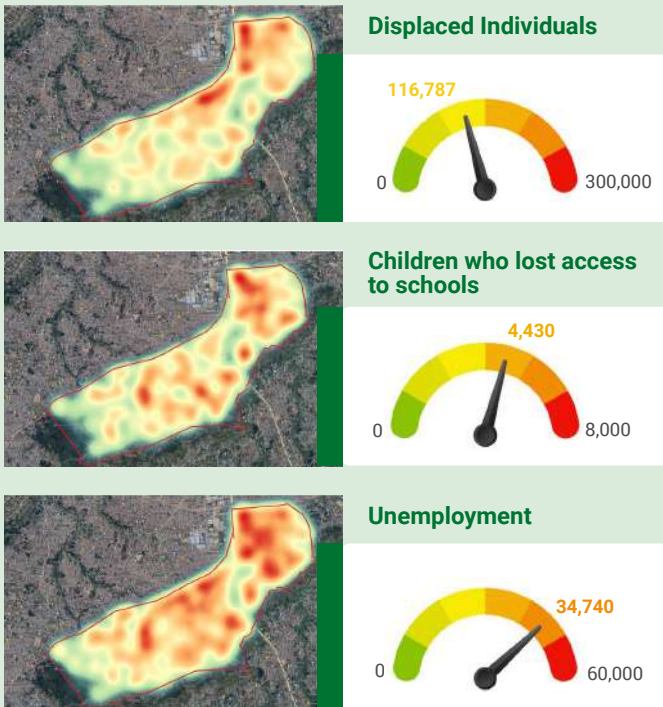 Displaced Individuals
116,787
0
300,000
Children who lost access
to schools
4,430
0
8,000
Unemployment
34,740
0
60,000